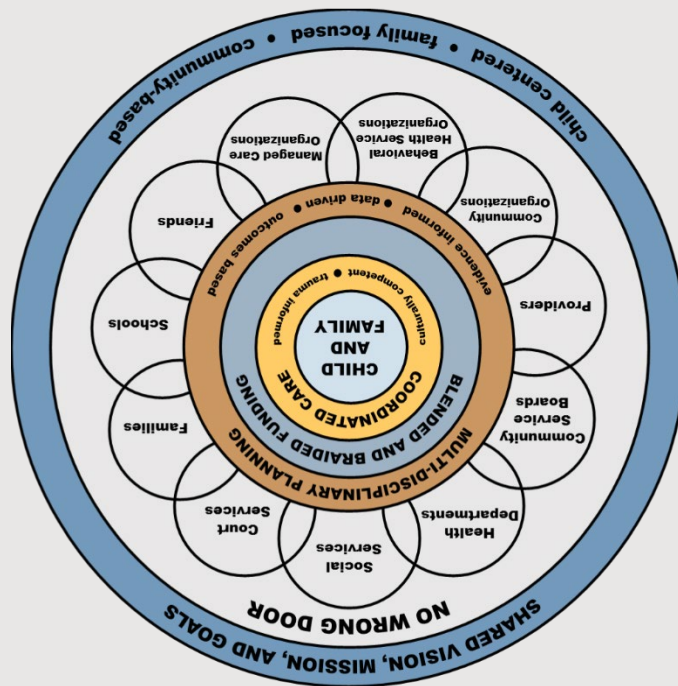 SHARED VISION, MISSION, AND GOALS
NO WRONG DOOR
Social
Services
Court
Services
Families
Schools
Friends
Managed Care
Organizations
Behavioral
Health Service
Organizations
Community
Organizations
Providers
Community
Service
Boards
Health
Departments
MULTI-DISCIPLINARY PLANNING
BLENDED AND BRAIDED FUNDING
COORDINATED CARE
CHILD
AND
FAMILY
culturally competent • trauma informed
evidence informed • data driven • outcomes based
child centered • family focused • community-based